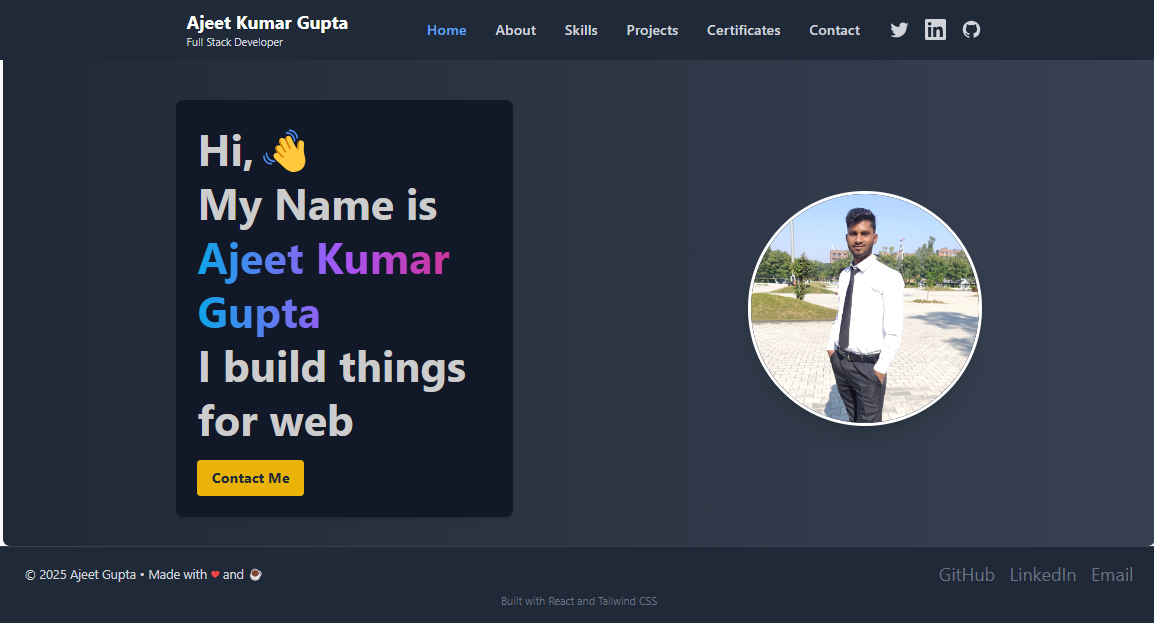 Ajeet Kumar Gupta
Full Stack Developer
Home About Skills Projects Certificates Contact
Hi, 👋
My Name is
Ajeet Kumar
Gupta
I build things
for web
Contact Me
© 2025 Ajeet Gupta • Made with ❤️ and ☕
GitHub LinkedIn Email
Built with React and Tailwind CSS